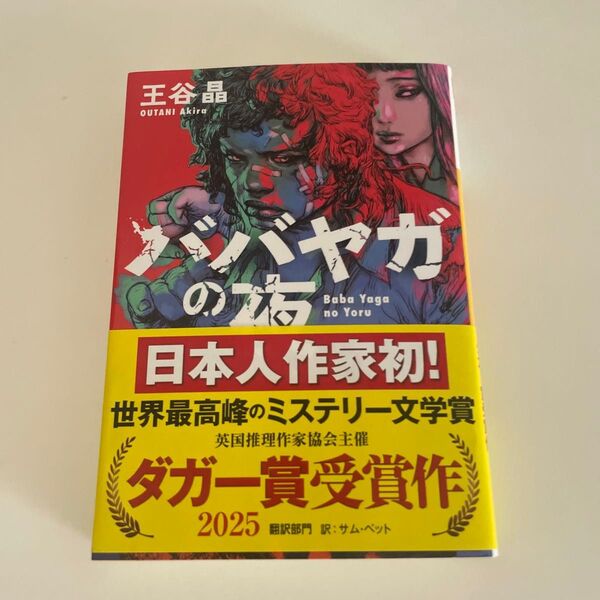 王谷晶
OUTANI Akira
ババヤガ
の夜
Baba Yaga
no Yoru
日本人作家初!
世界最高峰のミステリー文学賞
英国推理作家協会主催
ダガー賞受賞作
2025 翻訳部門 訳:サム・ベット